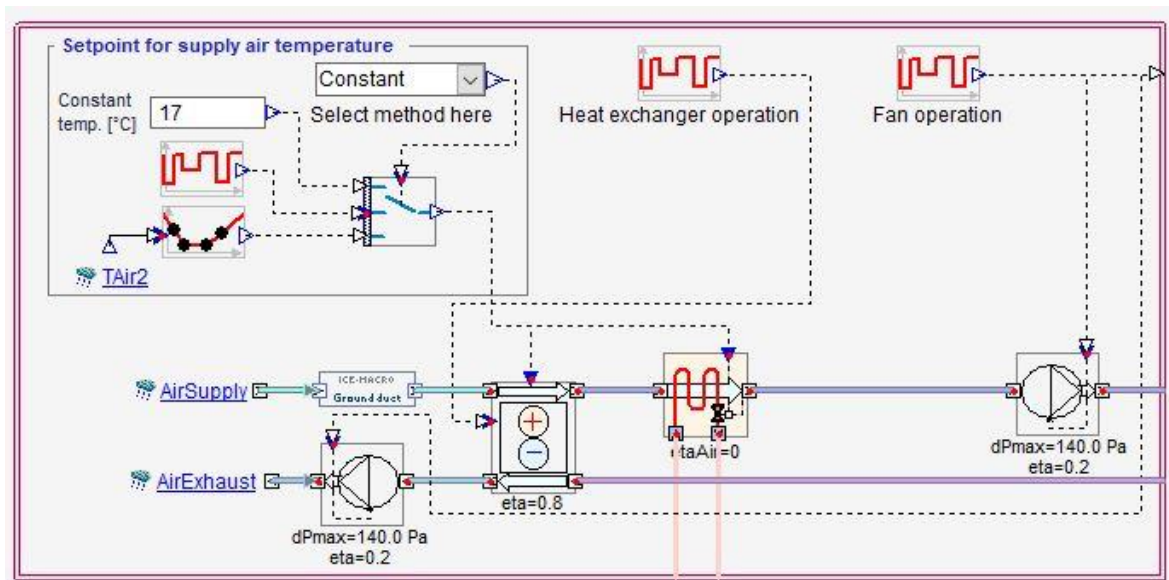 Setpoint for supply air temperature
Constant
Constant
temp. [°C]
17
Select method here
Heat exchanger operation
Fan operation
TAir2
AirSupply
ICE-MACRO
Ground duct
etaAir=0
dPmax=140.0 Pa
eta=0.2
AirExhaust
eta=0.8
dPmax=140.0 Pa
eta=0.2